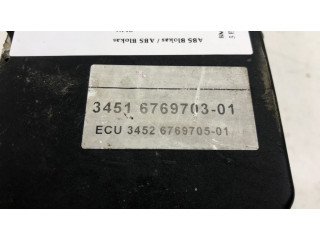 ABS Blokas / ABS Blokas
3451 6769703-01
ECU 3452 6769705-01